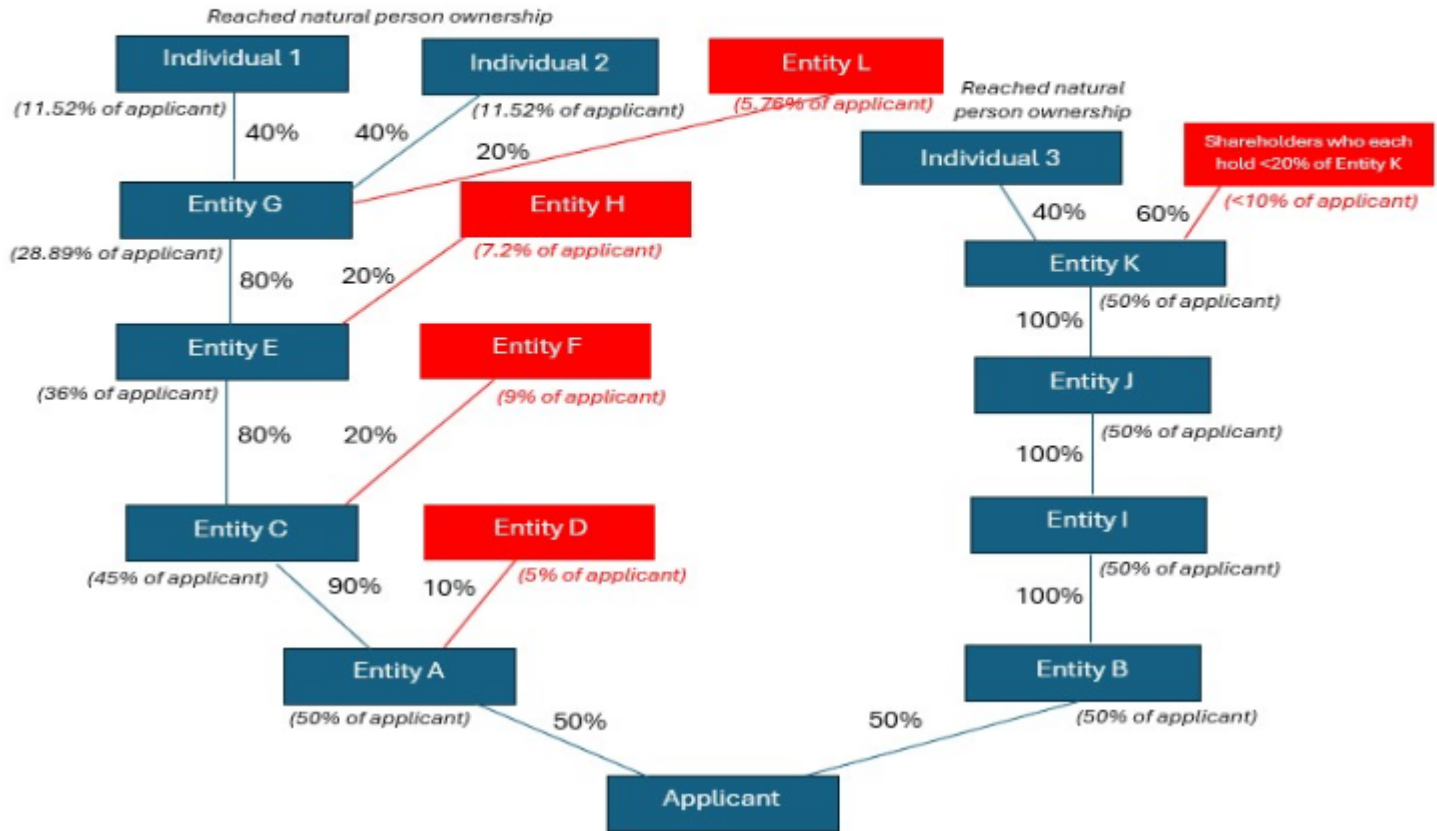 Reached natural person ownership
Individual 1
Individual 2
Entity L
(11.52% of applicant)
(11.52% of applicant)
(5.76% of applicant)
Reached natural
person ownership
40%
40%
20%
Individual 3
Shareholders who each
hold <20% of Entity K
(<10% of applicant)
Entity G
Entity H
40%
60%
(28.89% of applicant)
(7.2% of applicant)
Entity K
80%
20%
(50% of applicant)
100%
Entity E
Entity F
(36% of applicant)
(9% of applicant)
Entity J
(50% of applicant)
80%
20%
100%
Entity C
Entity D
Entity I
(45% of applicant)
(5% of applicant)
(50% of applicant)
90%
10%
100%
Entity A
Entity B
(50% of applicant)
(50% of applicant)
50%
50%
Applicant